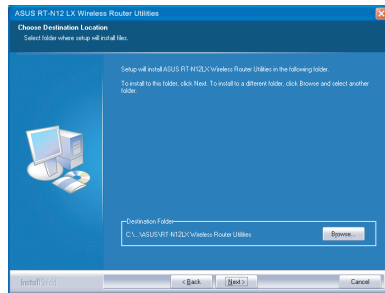 ASUS RT-N12 LX Wireless Router Utilities
Choose Destination Location
Select folder where setup will install files.
Setup will install ASUS RT-N12LX Wireless Router Utilities in the following folder.
To install to this folder, click Next. To install to a different folder, click Browse and select another
folder.
Destination Folder
C:\...\ASUS\RT-N12LX Wireless Router Utilities
Browse...
InstallShield
< Back
Next >
Cancel